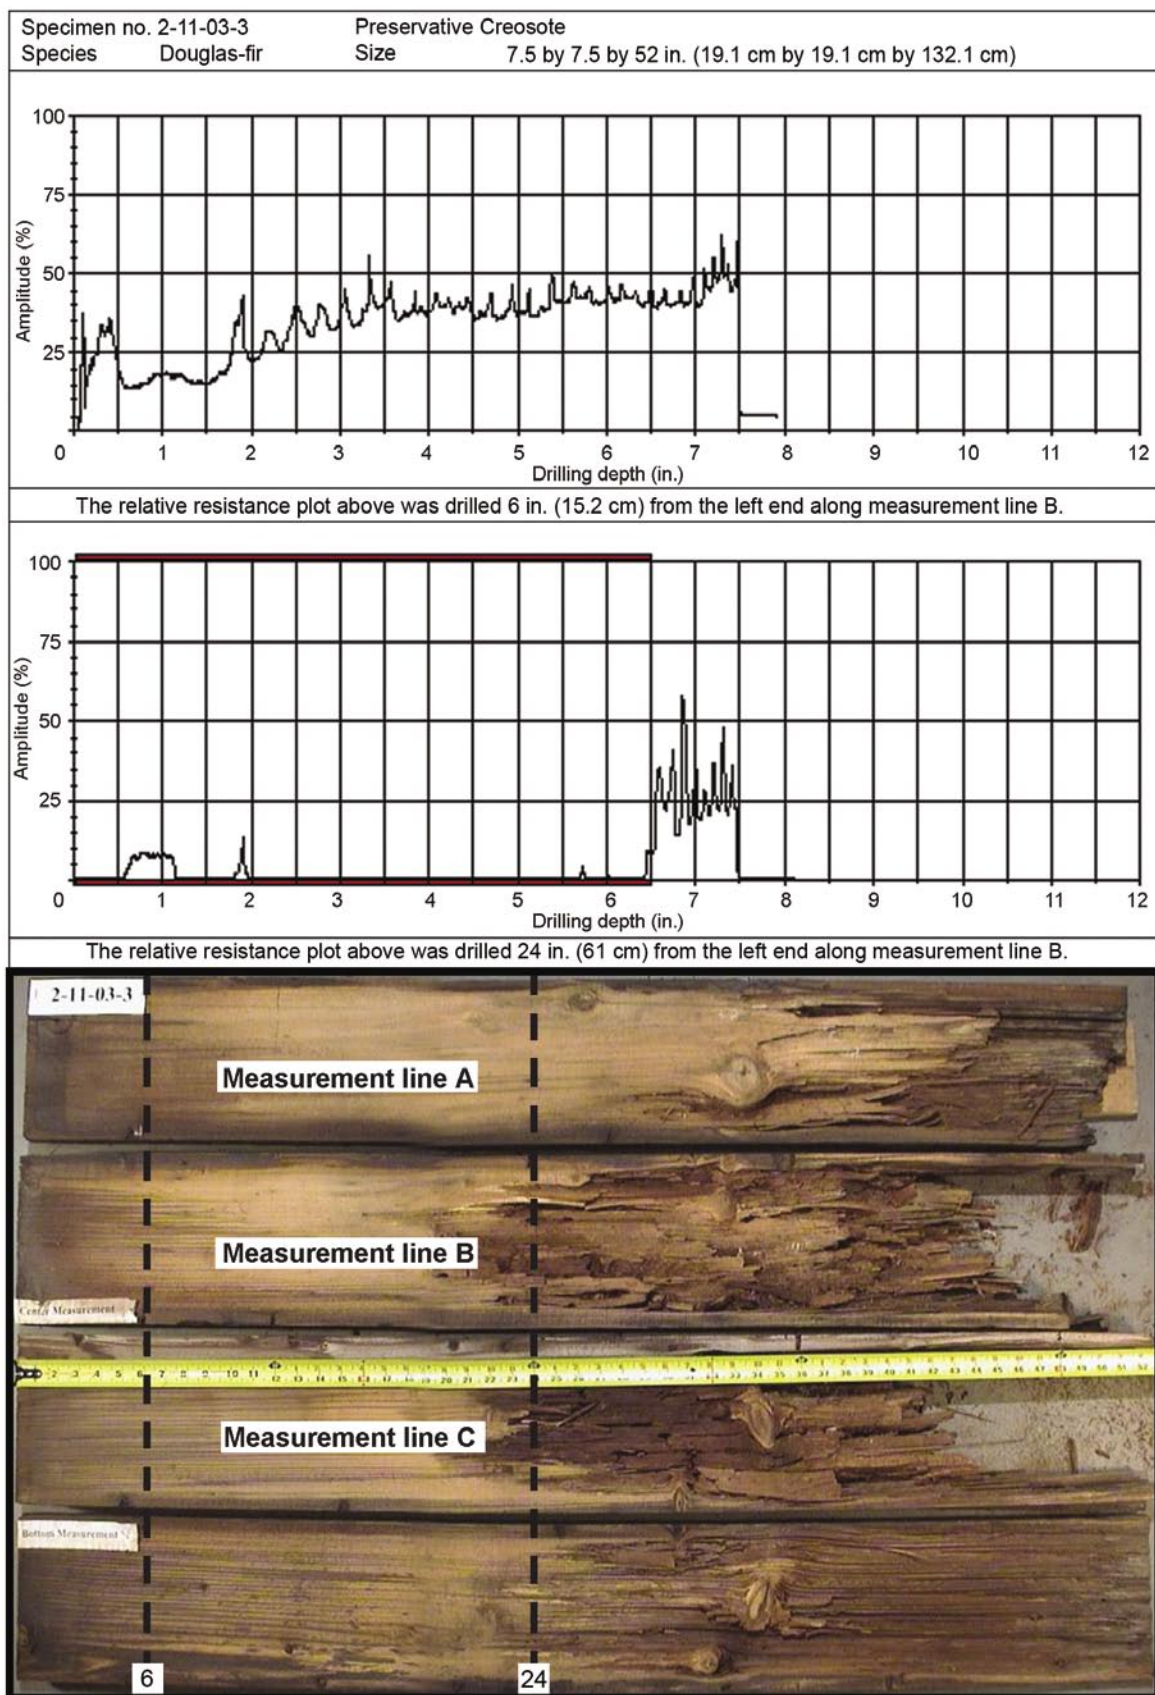 Specimen no. 2-11-03-3 Preservative Creosote
Species Douglas-fir Size 7.5 by 7.5 by 52 in. (19.1 cm by 19.1 cm by 132.1 cm)
100
75
50
25
Amplitude (%)
0 1 2 3 4 5 6 7 8 9 10 11 12
Drilling depth (in.)
The relative resistance plot above was drilled 6 in. (15.2 cm) from the left end along measurement line B.
100
75
50
25
Amplitude (%)
0 1 2 3 4 5 6 7 8 9 10 11 12
Drilling depth (in.)
The relative resistance plot above was drilled 24 in. (61 cm) from the left end along measurement line B.
2-11-03-3
Measurement line A
Measurement line B
Center Measurement
Measurement line C
Bottom Measurement
6 24